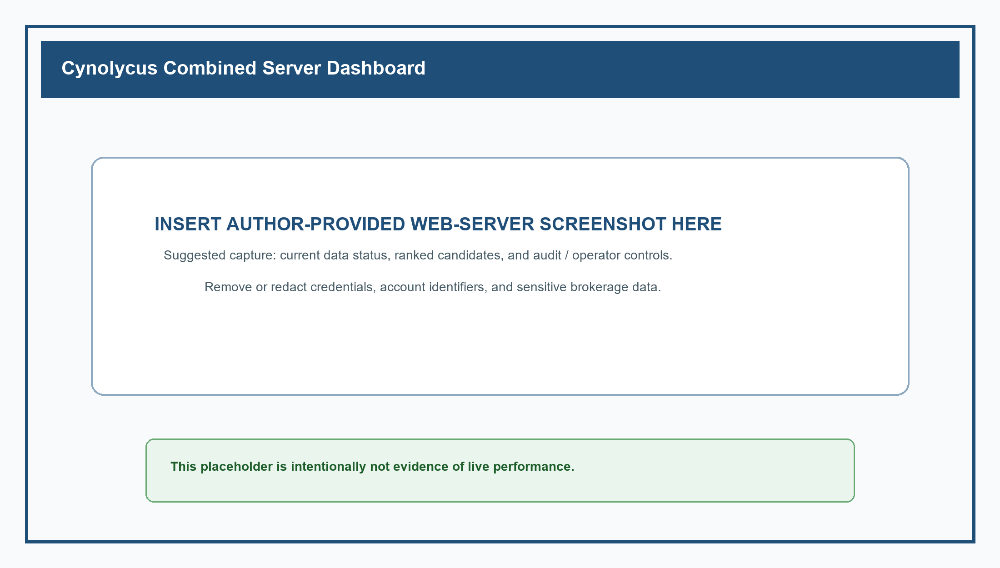 Cynolycus Combined Server Dashboard
INSERT AUTHOR-PROVIDED WEB-SERVER SCREENSHOT HERE
Suggested capture: current data status, ranked candidates, and audit / operator controls.
Remove or redact credentials, account identifiers, and sensitive brokerage data.
This placeholder is intentionally not evidence of live performance.